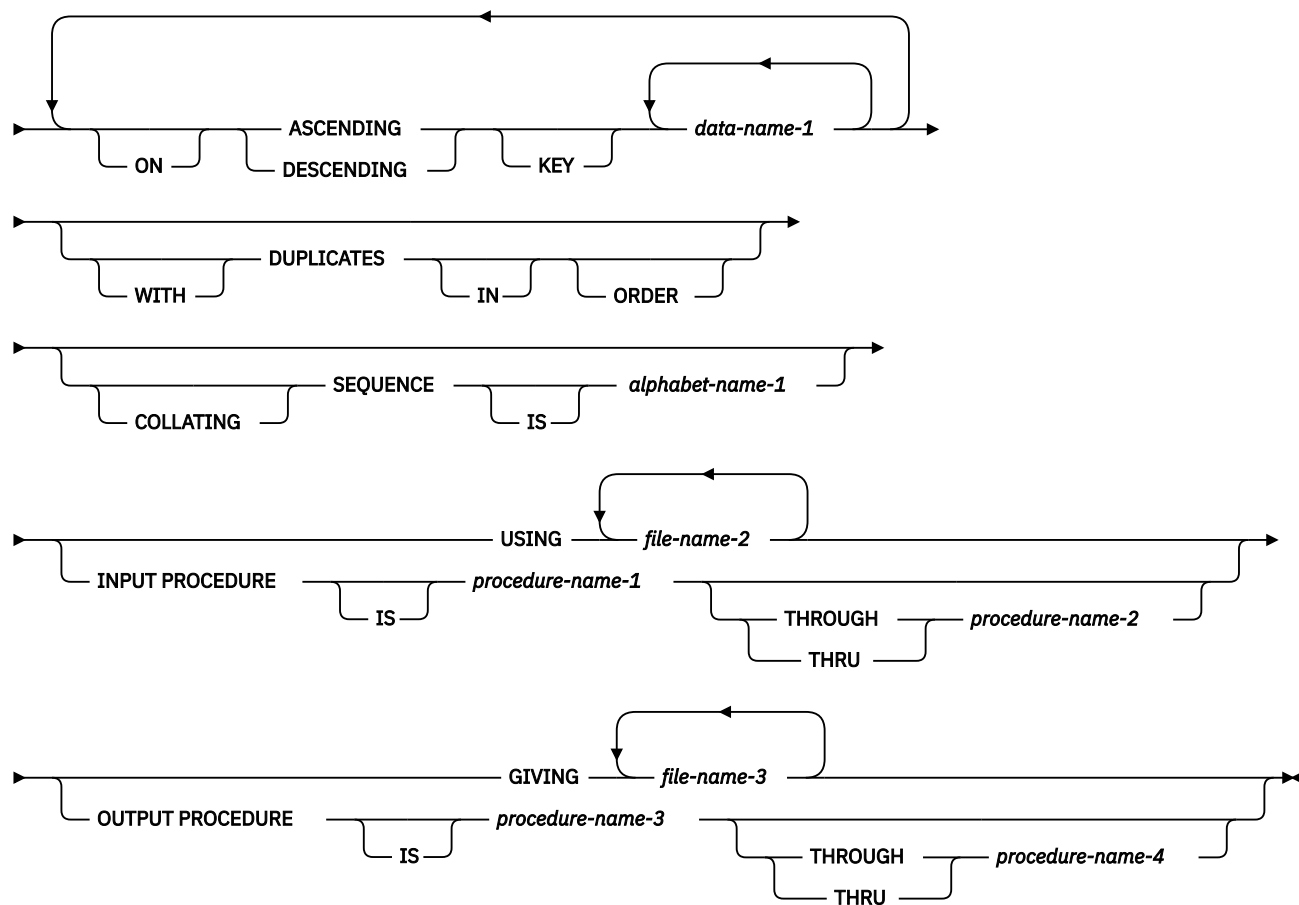 ASCENDING data-name-1
ON DESCENDING KEY
DUPLICATES
WITH IN ORDER
SEQUENCE alphabet-name-1
COLLATING IS
USING file-name-2
INPUT PROCEDURE procedure-name-1
IS THROUGH procedure-name-2
THRU
GIVING file-name-3
OUTPUT PROCEDURE procedure-name-3
IS THROUGH procedure-name-4
THRU